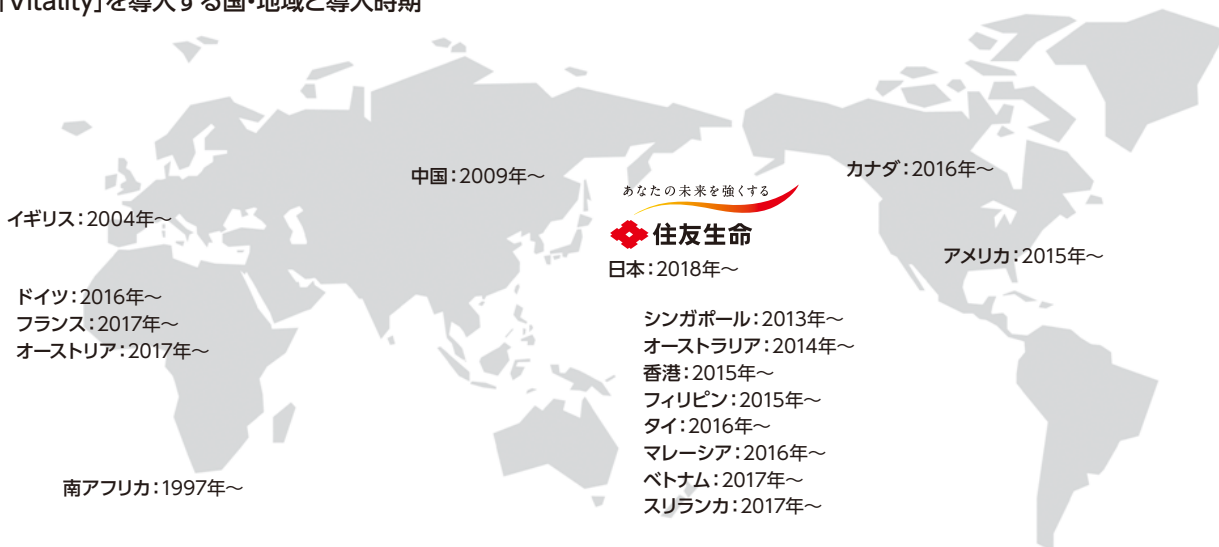 「Vitality」を導入する国・地域と導入時期
中国：2009年～
カナダ：2016年～
あなたの未来を強くする
住友生命
イギリス：2004年～
日本：2018年～
アメリカ：2015年～
ドイツ：2016年～
フランス：2017年～
オーストリア：2017年～
シンガポール：2013年～
オーストラリア：2014年～
香港：2015年～
フィリピン：2015年～
タイ：2016年～
マレーシア：2016年～
ベトナム：2017年～
スリランカ：2017年～
南アフリカ：1997年～